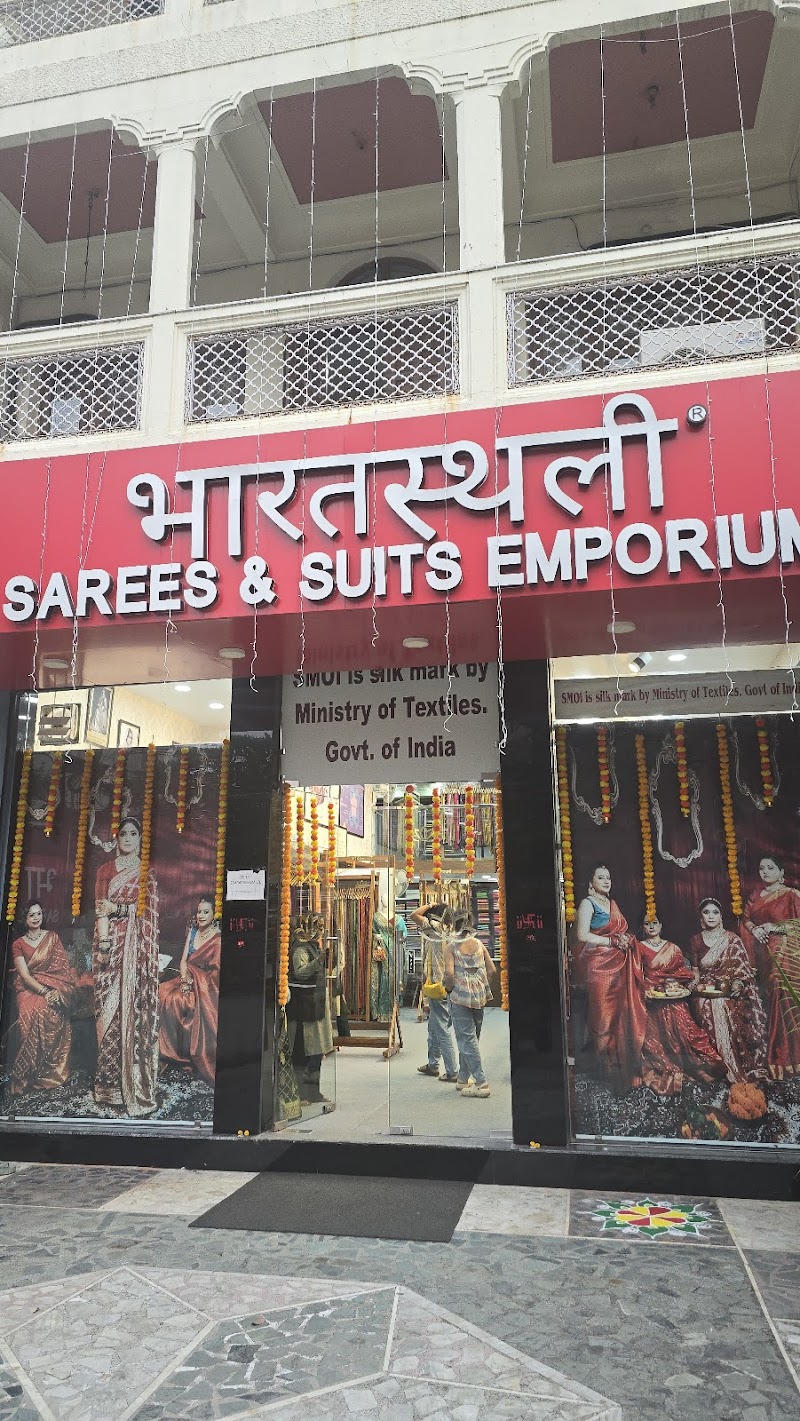 भारतस्थली ®
SAREES & SUITS EMPORIUM
SMOI is silk mark by
Ministry of Textiles.
Govt. of India
SMOI is silk mark by Ministry of Textiles. Govt of India